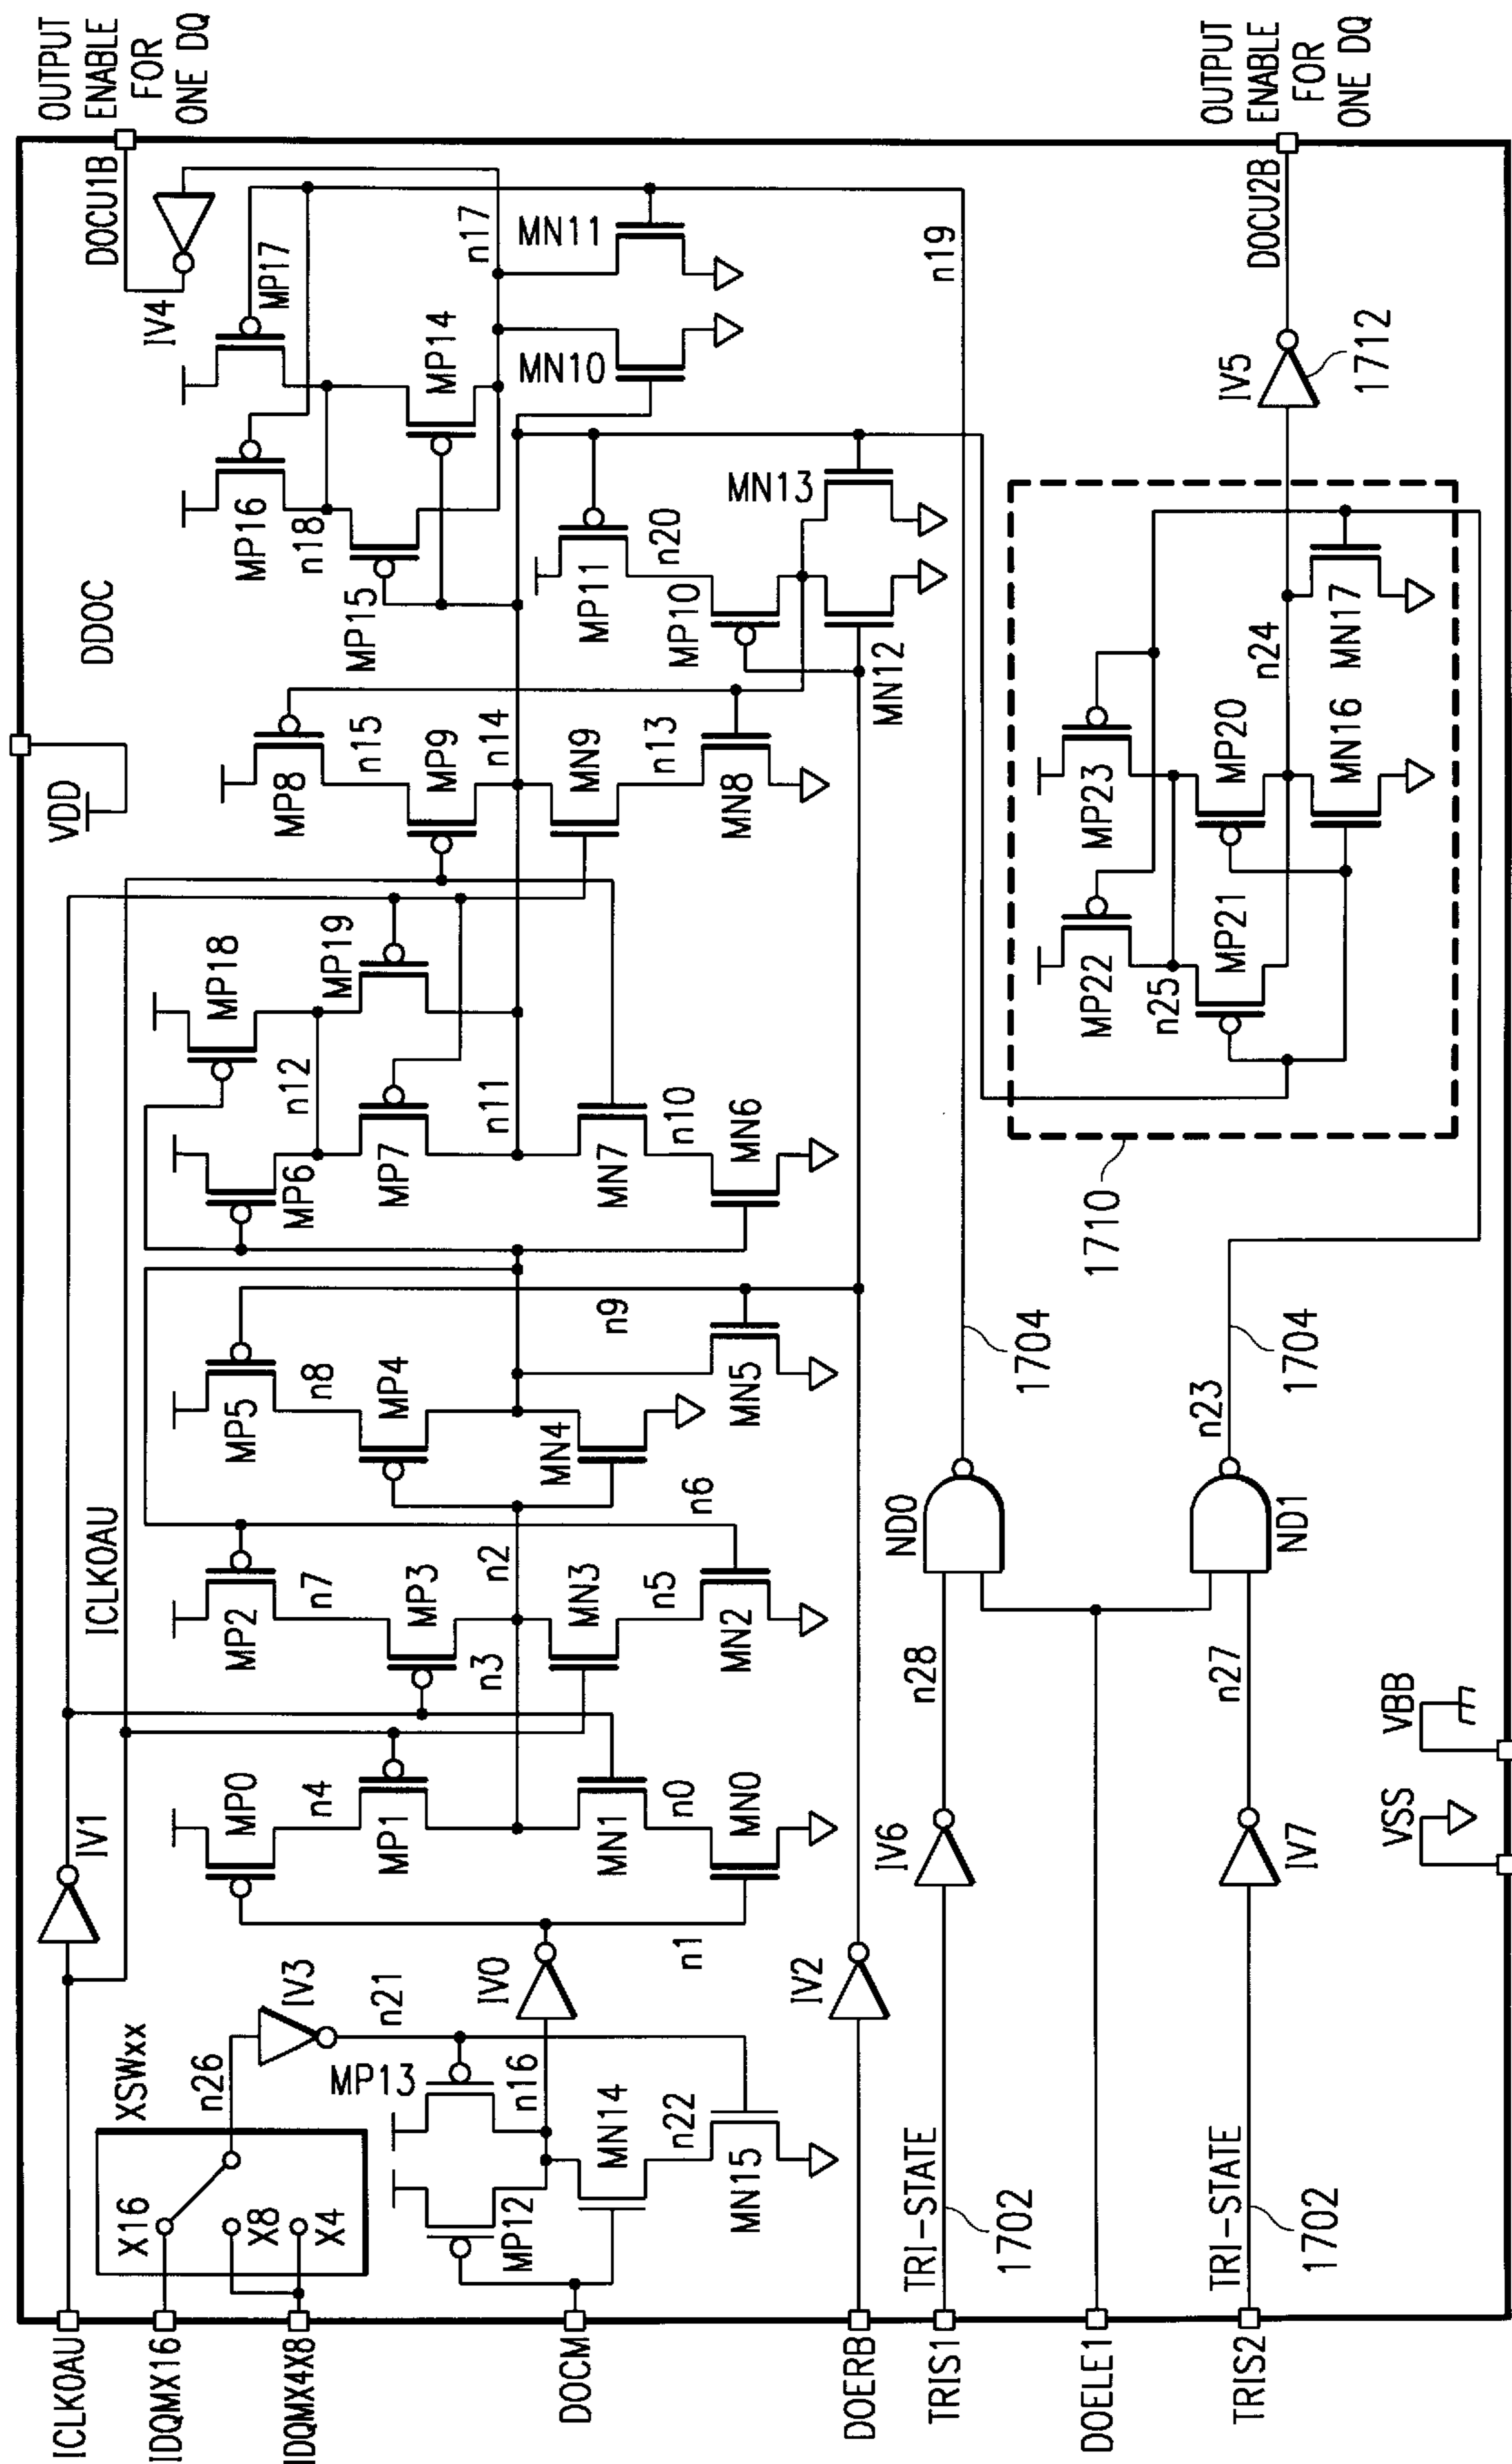 OUTPUT
ENABLE
FOR
ONE DQ
OUTPUT
ENABLE
FOR
ONE DQ
DOCU1B
DOCU2B
DDOC
VDD
IV4
MP17
MP16
n18
MP15
MP14
n17
MN10
MN11
n19
MP11
n20
MP10
MN13
MN12
MP8
n15
MP9
n14
MN9
n13
MN8
MP18
MP19
n12
MP6
MP7
n11
MN7
n10
MN6
ICLK0AU
MP5
n8
MP4
MN4
n9
MN5
MP2
n7
MP3
n2
n6
n3
MN3
n5
MN2
IV1
MP0
n4
MP1
MN1
n0
MN0
n1
XSWxx
X16
X8
X4
n26
IV3
n21
MP13
n16
IV0
MP12
MN14
n22
MN15
IV2
ICLK0AU
IDQMX16
IDQMX4X8
DOCM
DOERB
TRIS1
DOELE1
TRIS2
TRI-STATE
1702
TRI-STATE
1702
IV6
n28
IV7
n27
ND0
ND1
1704
n23
1704
1710
MP22
MP23
n25
MP21
MP20
n24
MN16
MN17
IV5
1712
VSS
VBB